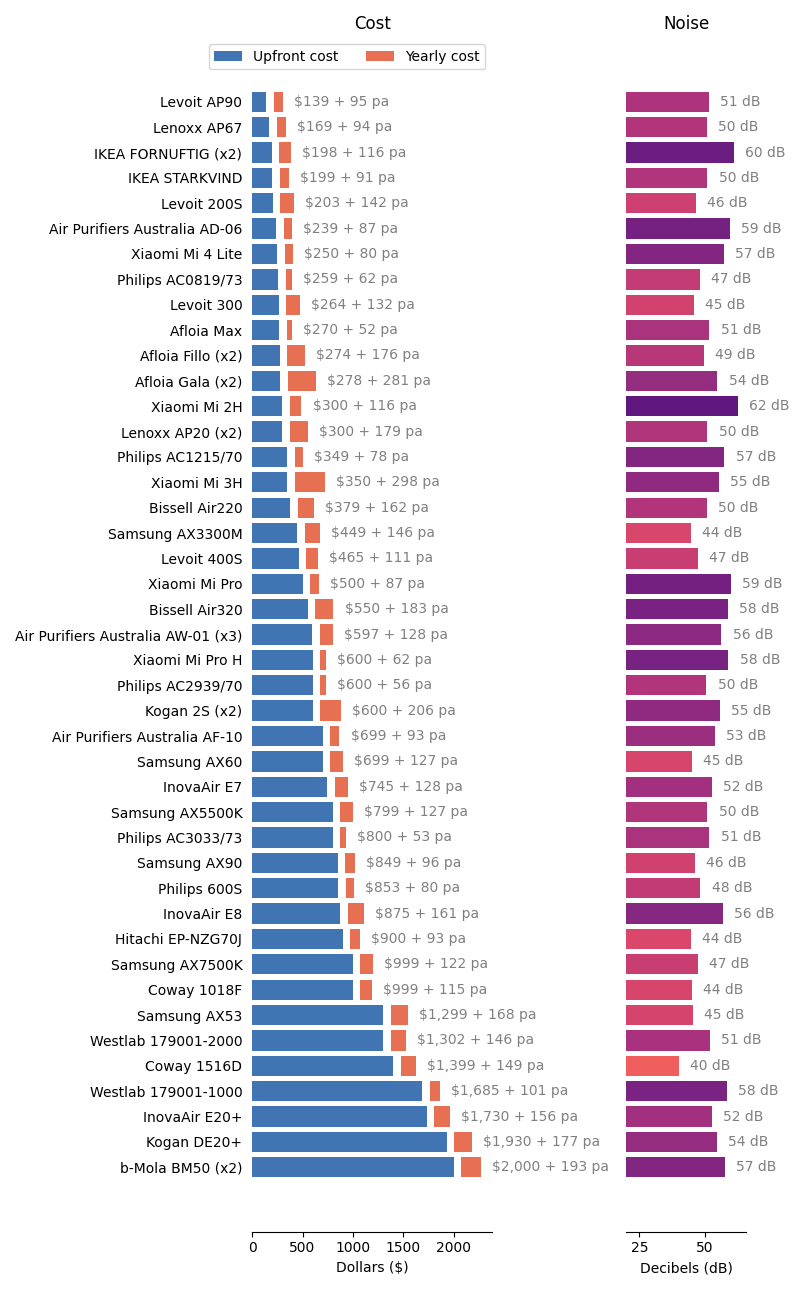 Cost Noise
Upfront cost Yearly cost
Levoit AP90 $139 + 95 pa 51 dB
Lenoxx AP67 $169 + 94 pa 50 dB
IKEA FORNUFTIG (x2) $198 + 116 pa 60 dB
IKEA STARKVIND $199 + 91 pa 50 dB
Levoit 200S $203 + 142 pa 46 dB
Air Purifiers Australia AD-06 $239 + 87 pa 59 dB
Xiaomi Mi 4 Lite $250 + 80 pa 57 dB
Philips AC0819/73 $259 + 62 pa 47 dB
Levoit 300 $264 + 132 pa 45 dB
Afloia Max $270 + 52 pa 51 dB
Afloia Fillo (x2) $274 + 176 pa 49 dB
Afloia Gala (x2) $278 + 281 pa 54 dB
Xiaomi Mi 2H $300 + 116 pa 62 dB
Lenoxx AP20 (x2) $300 + 179 pa 50 dB
Philips AC1215/70 $349 + 78 pa 57 dB
Xiaomi Mi 3H $350 + 298 pa 55 dB
Bissell Air220 $379 + 162 pa 50 dB
Samsung AX3300M $449 + 146 pa 44 dB
Levoit 400S $465 + 111 pa 47 dB
Xiaomi Mi Pro $500 + 87 pa 59 dB
Bissell Air320 $550 + 183 pa 58 dB
Air Purifiers Australia AW-01 (x3) $597 + 128 pa 56 dB
Xiaomi Mi Pro H $600 + 62 pa 58 dB
Philips AC2939/70 $600 + 56 pa 50 dB
Kogan 2S (x2) $600 + 206 pa 55 dB
Air Purifiers Australia AF-10 $699 + 93 pa 53 dB
Samsung AX60 $699 + 127 pa 45 dB
InovaAir E7 $745 + 128 pa 52 dB
Samsung AX5500K $799 + 127 pa 50 dB
Philips AC3033/73 $800 + 53 pa 51 dB
Samsung AX90 $849 + 96 pa 46 dB
Philips 600S $853 + 80 pa 48 dB
InovaAir E8 $875 + 161 pa 56 dB
Hitachi EP-NZG70J $900 + 93 pa 44 dB
Samsung AX7500K $999 + 122 pa 47 dB
Coway 1018F $999 + 115 pa 44 dB
Samsung AX53 $1,299 + 168 pa 45 dB
Westlab 179001-2000 $1,302 + 146 pa 51 dB
Coway 1516D $1,399 + 149 pa 40 dB
Westlab 179001-1000 $1,685 + 101 pa 58 dB
InovaAir E20+ $1,730 + 156 pa 52 dB
Kogan DE20+ $1,930 + 177 pa 54 dB
b-Mola BM50 (x2) $2,000 + 193 pa 57 dB
0 500 1000 1500 2000 25 50
Dollars ($) Decibels (dB)